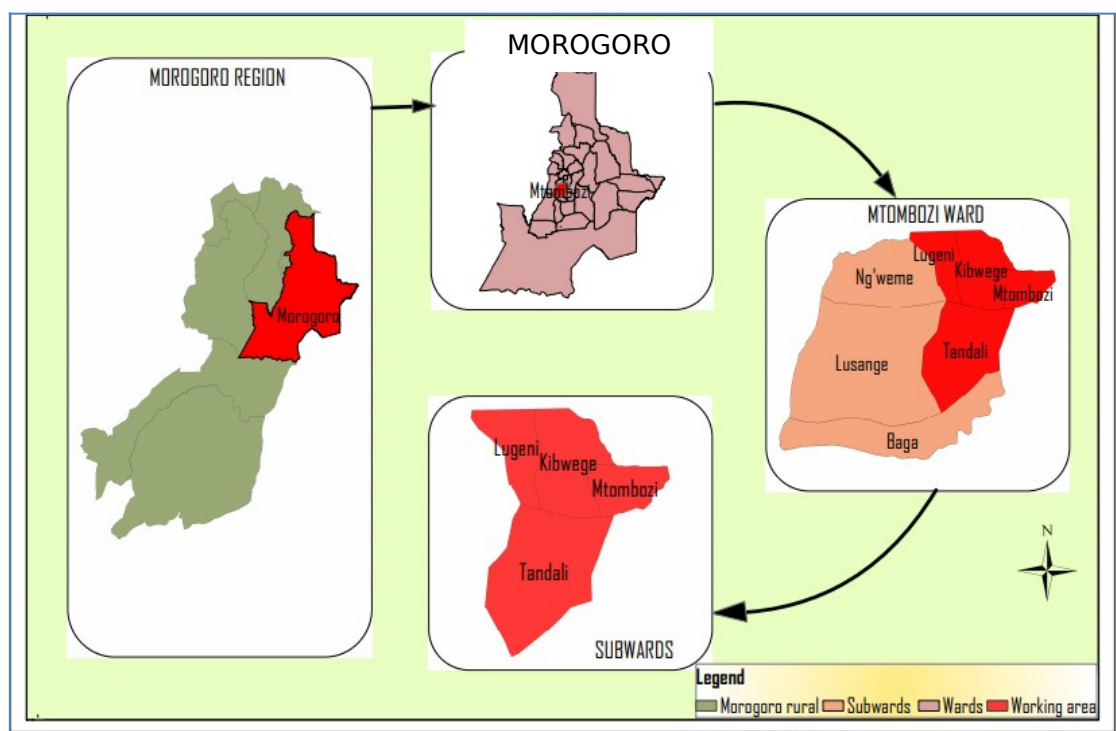 MOROGORO REGION
Morogoro
MOROGORO
Mtombozi
MTOMBOZI WARD
Lugeni
Ng'weme
Kibwege
Mtombozi
Tandali
Lusange
Baga
Lugeni
Kibwege
Mtombozi
Tandali
SUBWARDS
N
Legend
Morogoro rural Subwards Wards Working area